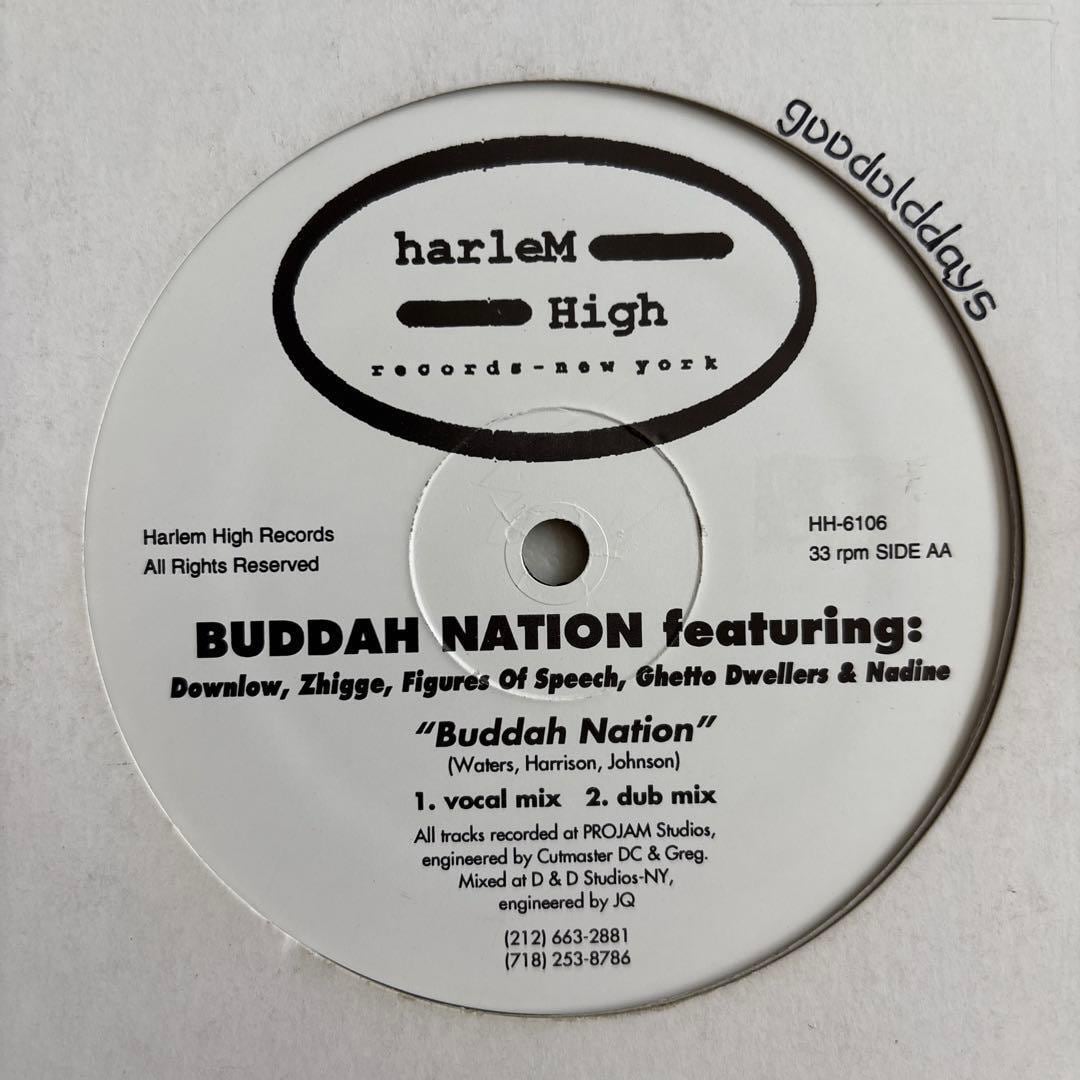 goodolddays
harleM
High
records-new york
Harlem High Records
All Rights Reserved
HH-6106
33 rpm SIDE AA
BUDDAH NATION featuring:
Downlow, Zhigge, Figures Of Speech, Ghetto Dwellers & Nadine
"Buddah Nation"
(Waters, Harrison, Johnson)
1. vocal mix 2. dub mix
All tracks recorded at PROJAM Studios,
engineered by Cutmaster DC & Greg.
Mixed at D & D Studios-NY,
engineered by JQ
(212) 663-2881
(718) 253-8786